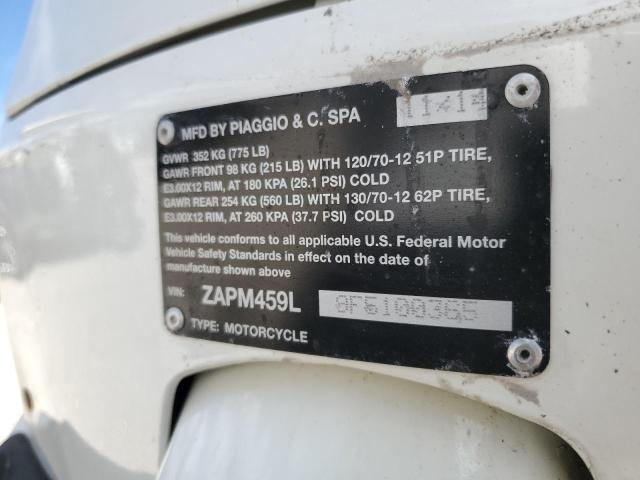 MFD BY PIAGGIO & C. SPA 11/14
GVWR 352 KG (775 LB)
GAWR FRONT 98 KG (215 LB) WITH 120/70-12 51P TIRE,
E3.00X12 RIM, AT 180 KPA (26.1 PSI) COLD
GAWR REAR 254 KG (560 LB) WITH 130/70-12 62P TIRE,
E3.00X12 RIM, AT 260 KPA (37.7 PSI) COLD
This vehicle conforms to all applicable U.S. Federal Motor
Vehicle Safety Standards in effect on the date of
manufacture shown above
VIN: ZAPM459L
TYPE: MOTORCYCLE